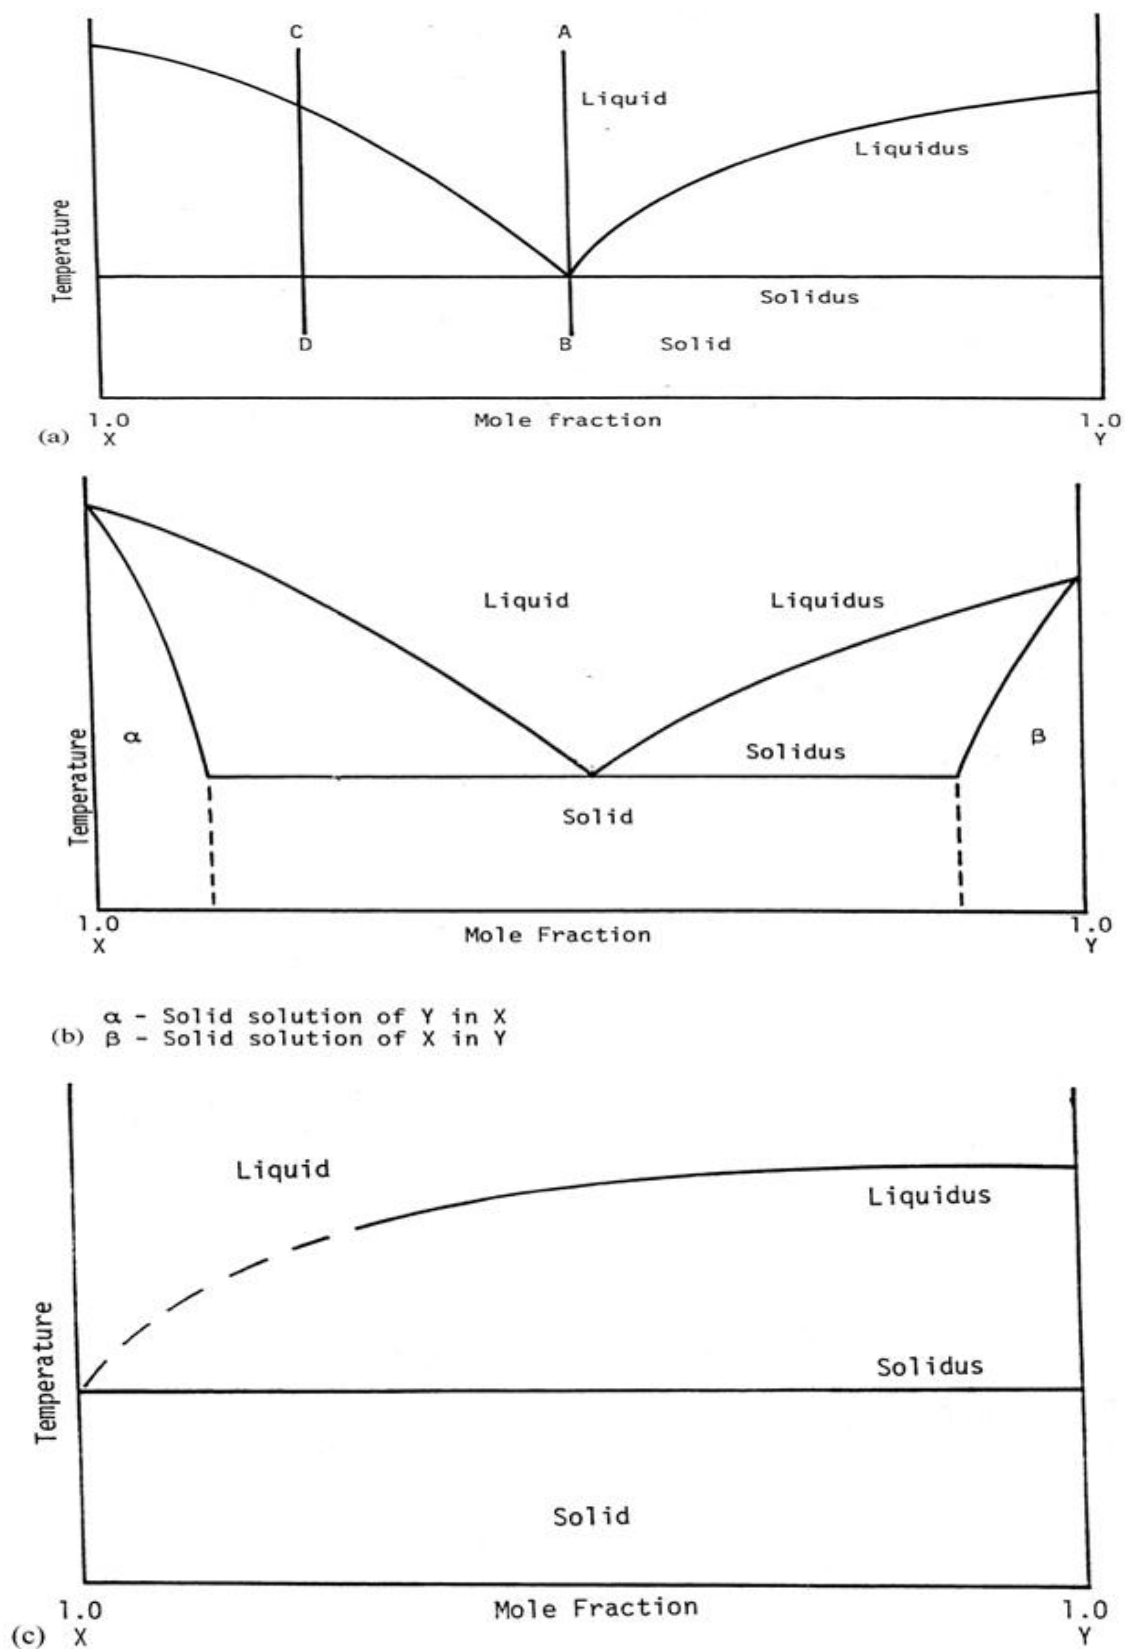 C A
Liquid
Liquidus
Temperature
Solidus
D B Solid
1.0 Mole fraction 1.0
(a) X Y
Liquid Liquidus
α Solidus β
Temperature
Solid
1.0 1.0
X Mole Fraction Y
α - Solid solution of Y in X
(b) β - Solid solution of X in Y
Liquid
Liquidus
Temperature
Solidus
Solid
1.0 Mole Fraction 1.0
(c) X Y